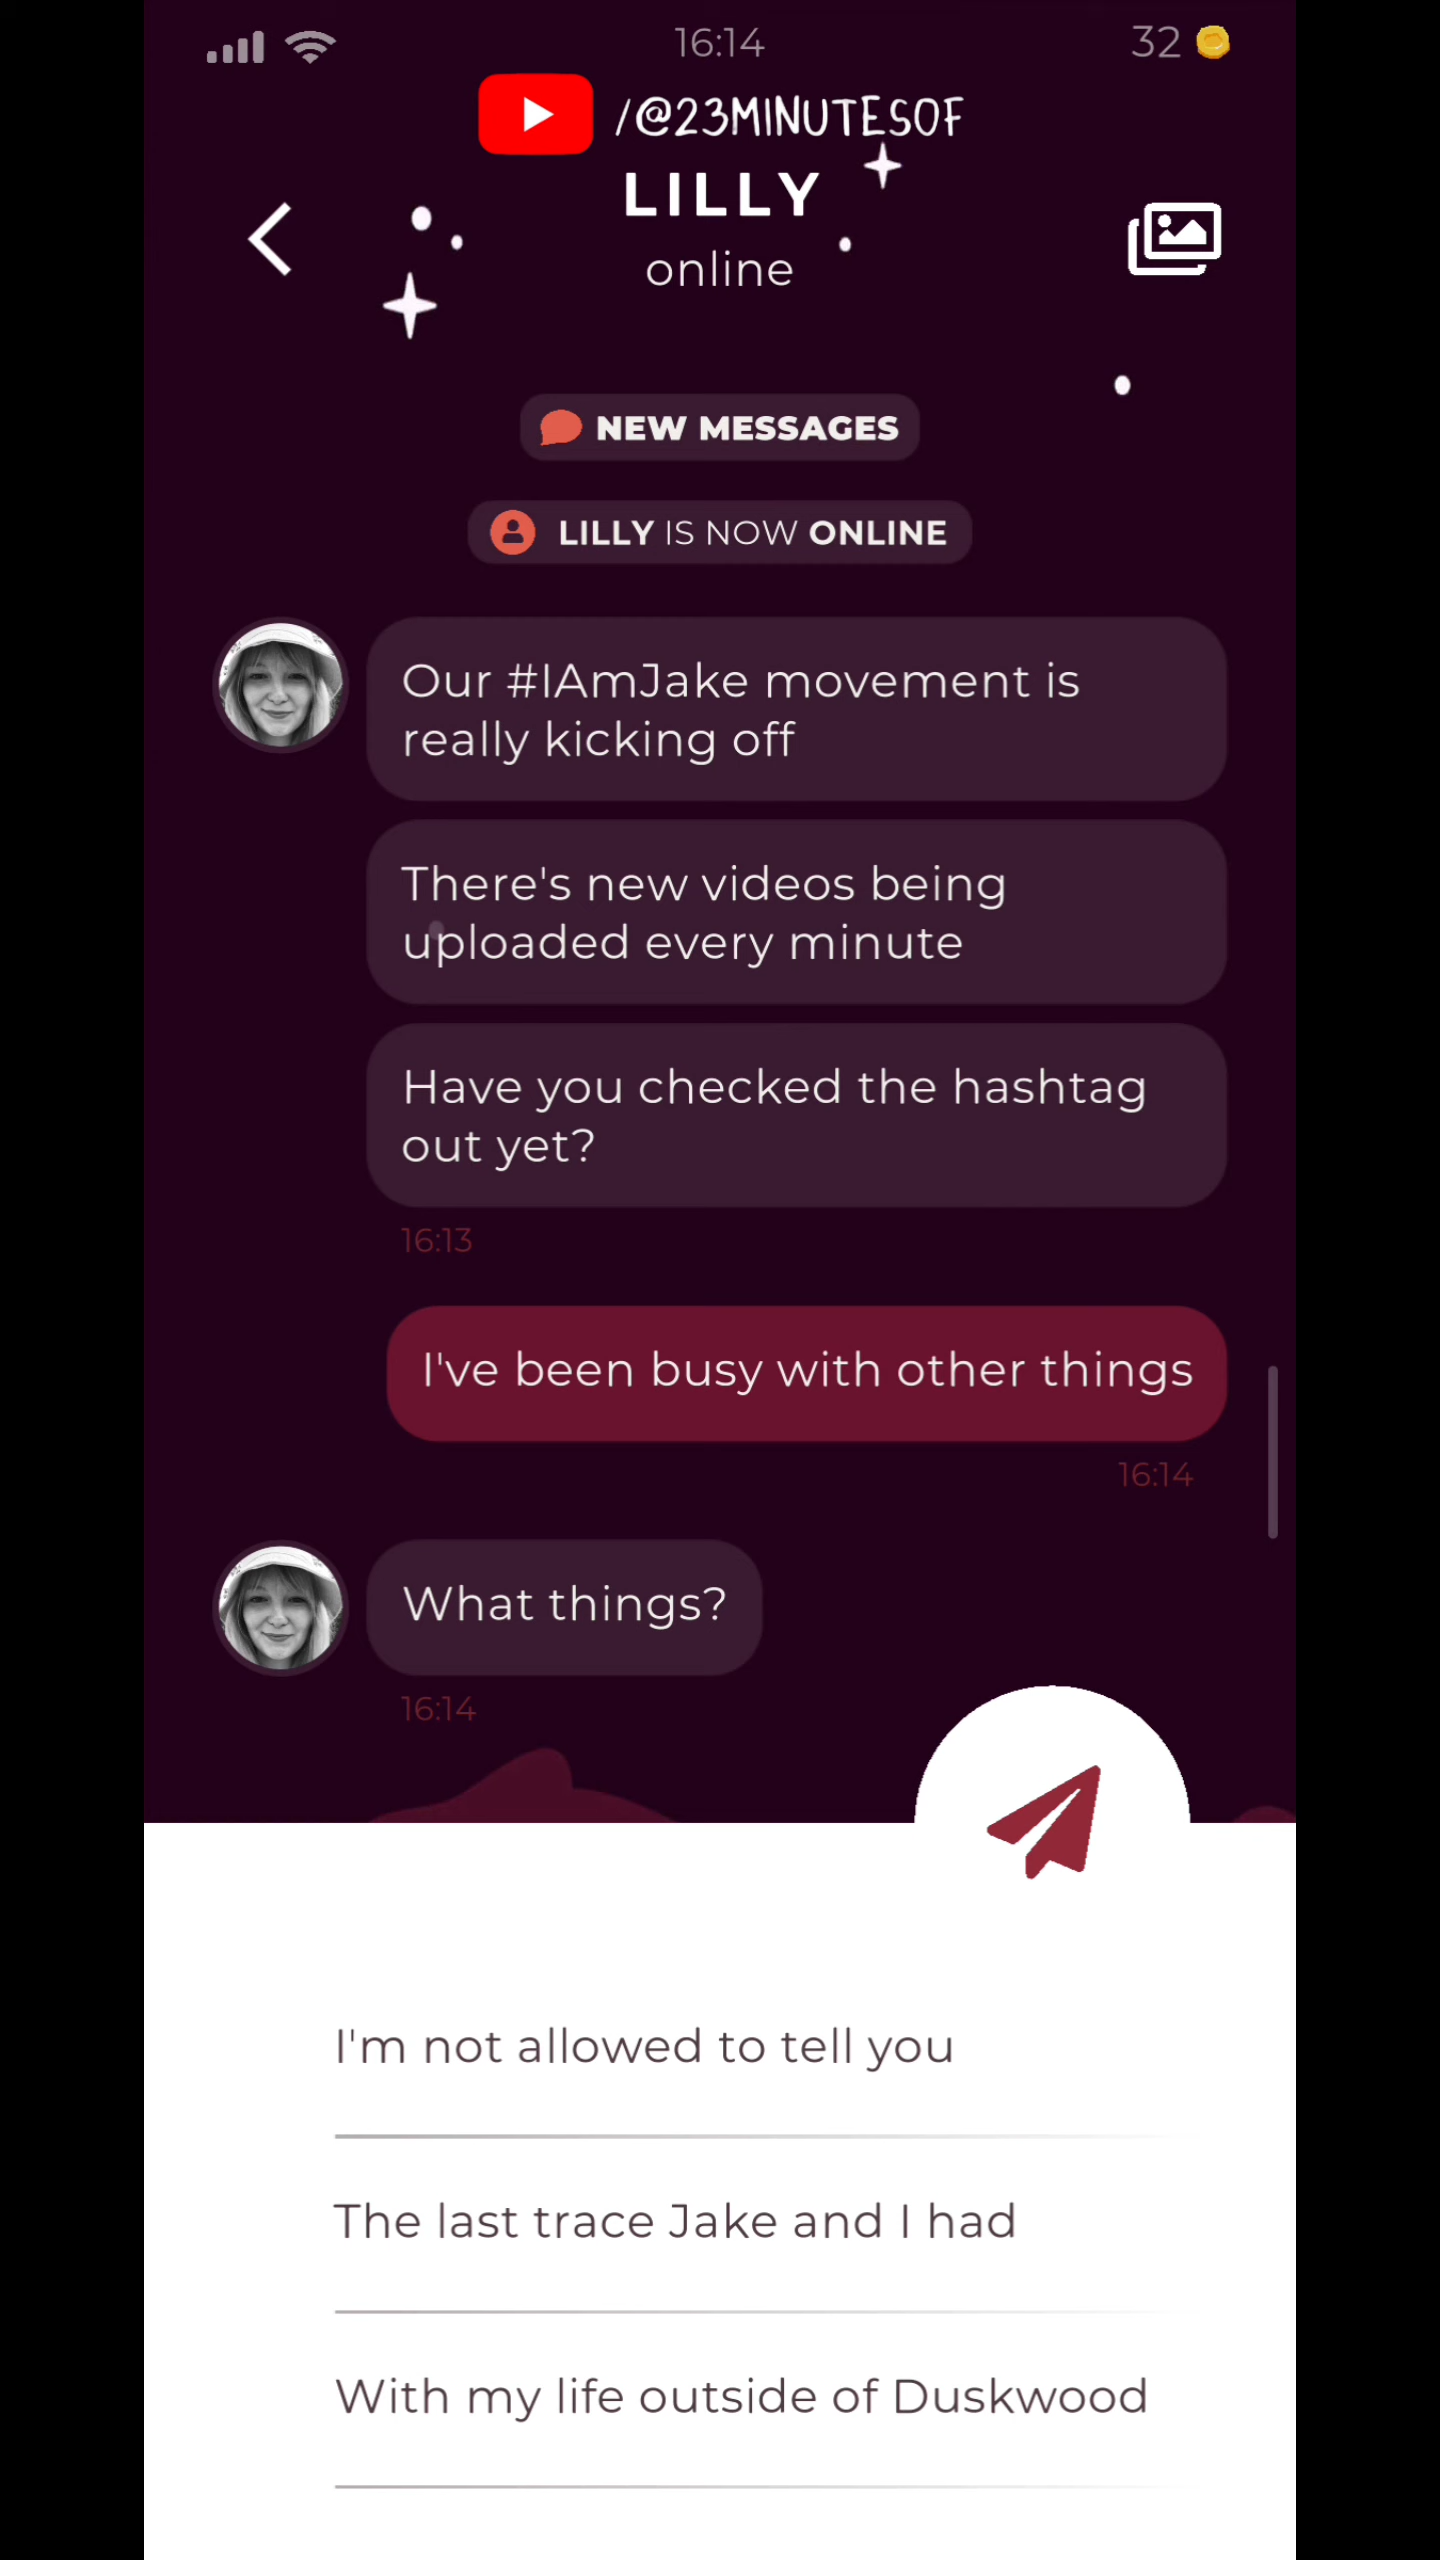 16:14
32
/@23MINUTESOF
LILLY
online
NEW MESSAGES
LILLY IS NOW ONLINE
Our #IAmJake movement is
really kicking off
There's new videos being
uploaded every minute
Have you checked the hashtag
out yet?
16:13
I've been busy with other things
16:14
What things?
16:14
I'm not allowed to tell you
The last trace Jake and I had
With my life outside of Duskwood